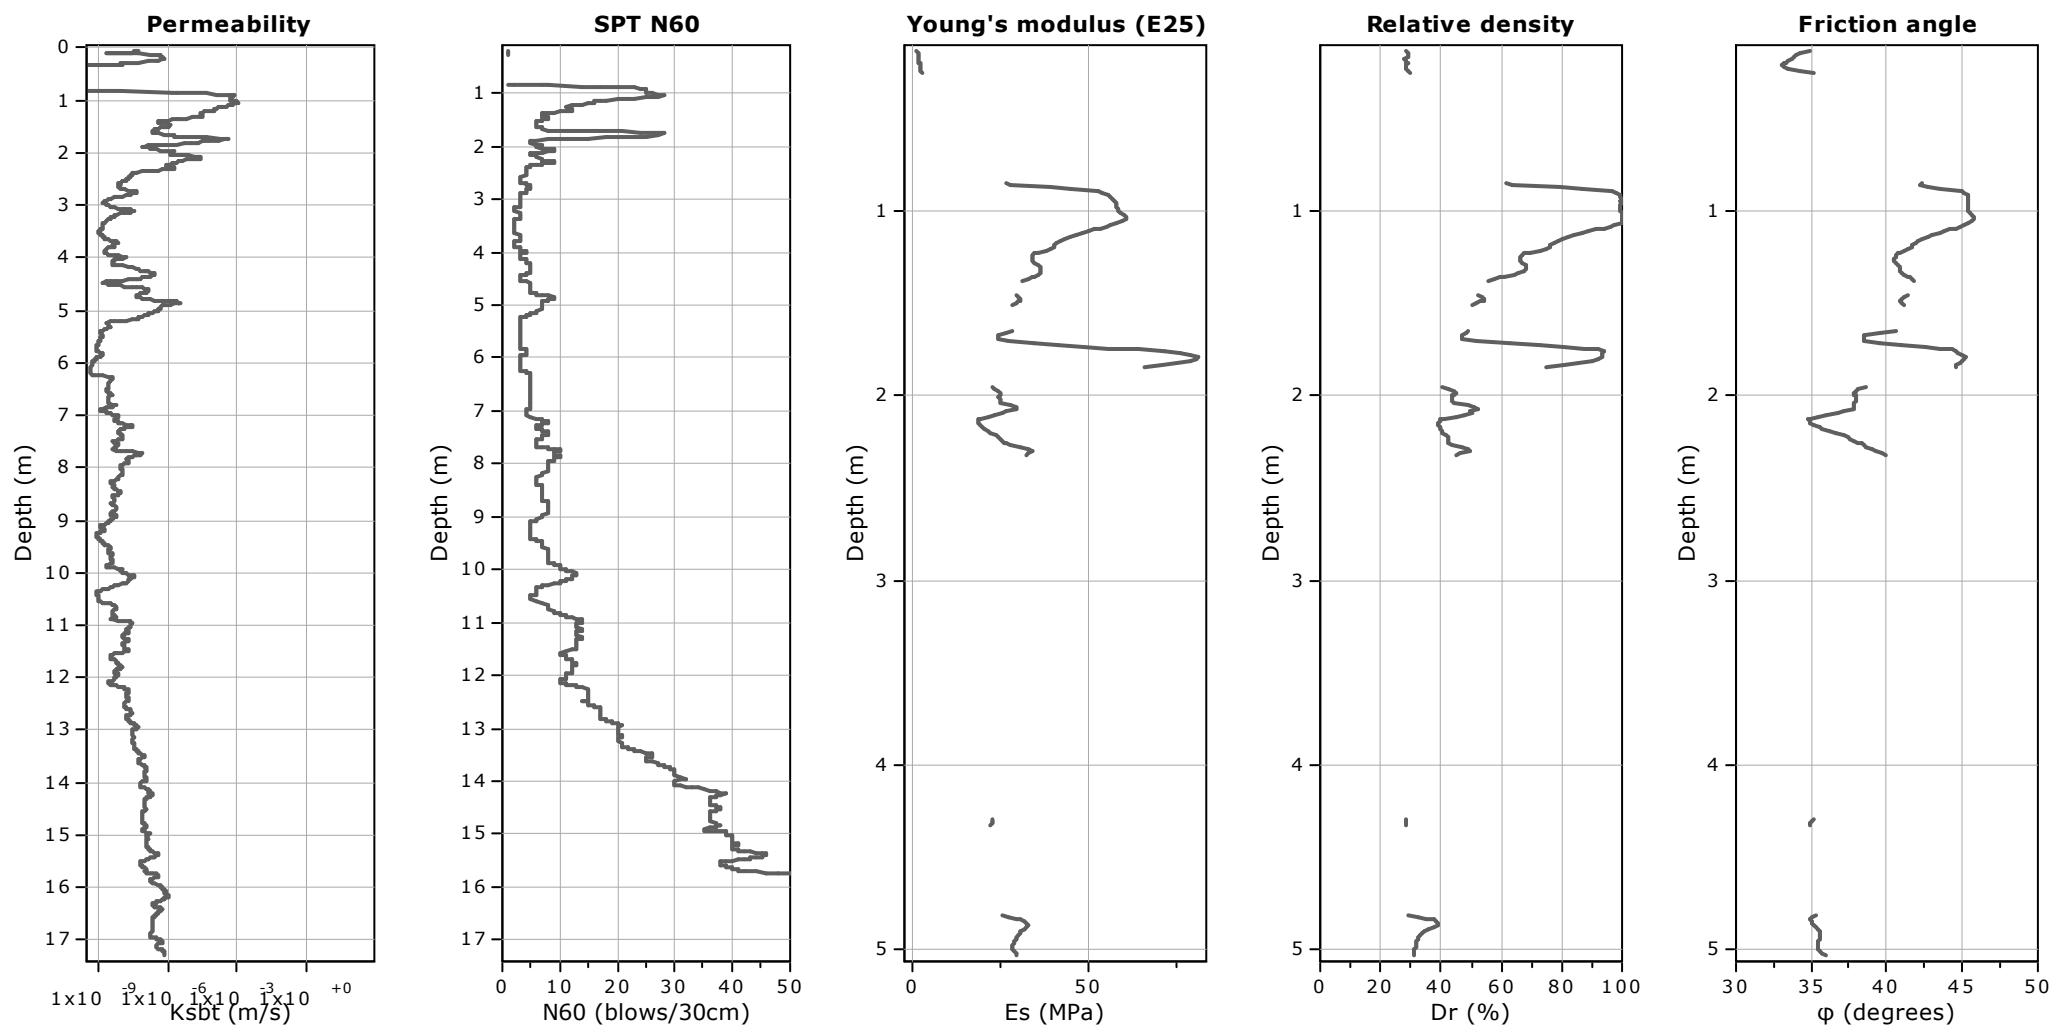 Permeability
0
1
2
3
4
5
6
7
8
9
10
11
12
13
14
15
16
17
Depth (m)
1x10 -9 1x10 -6 1x10 -3 1x10 +0
Ksbt (m/s)
SPT N60
1
2
3
4
5
6
7
8
9
10
11
12
13
14
15
16
17
Depth (m)
0 10 20 30 40 50
N60 (blows/30cm)
Young's modulus (E25)
1
2
3
4
5
Depth (m)
0 50
Es (MPa)
Relative density
1
2
3
4
5
Depth (m)
0 20 40 60 80 100
Dr (%)
Friction angle
1
2
3
4
5
Depth (m)
30 35 40 45 50
φ (degrees)